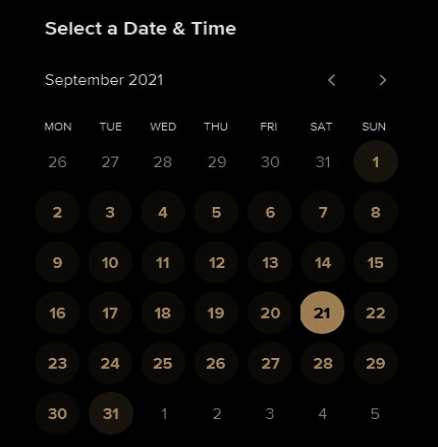 Select a Date & Time
September 2021
MON TUE WED THU FRI SAT SUN
26 27 28 29 30 31 1
2 3 4 5 6 7 8
9 10 11 12 13 14 15
16 17 18 19 20 21 22
23 24 25 26 27 28 29
30 31 1 2 3 4 5